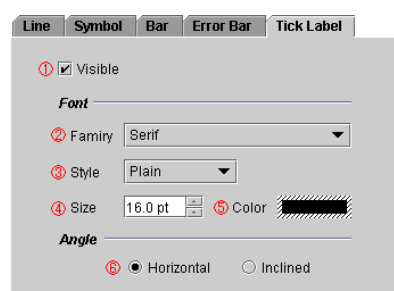 Line Symbol Bar Error Bar Tick Label
① Visible
Font
② Famiry Serif
③ Style Plain
④ Size 16.0 pt ⑤ Color
Angle
⑥ Horizontal Inclined